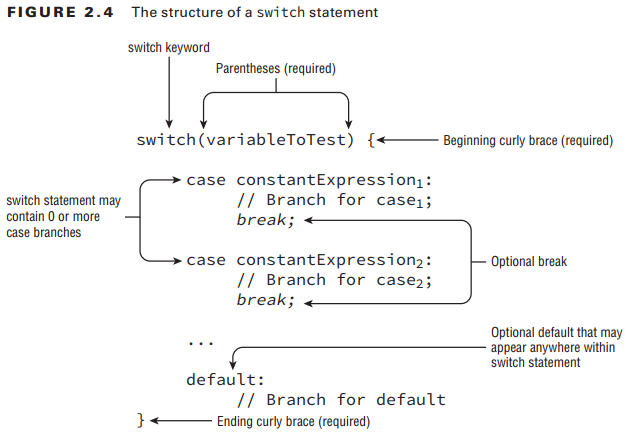 FIGURE 2.4 The structure of a switch statement
switch keyword
Parentheses (required)
switch(variableToTest) {
Beginning curly brace (required)
case constantExpression₁:
// Branch for case₁;
break;
switch statement may
contain 0 or more
case branches
case constantExpression₂:
// Branch for case₂;
break;
Optional break
...
Optional default that may
appear anywhere within
switch statement
default:
// Branch for default
}
Ending curly brace (required)